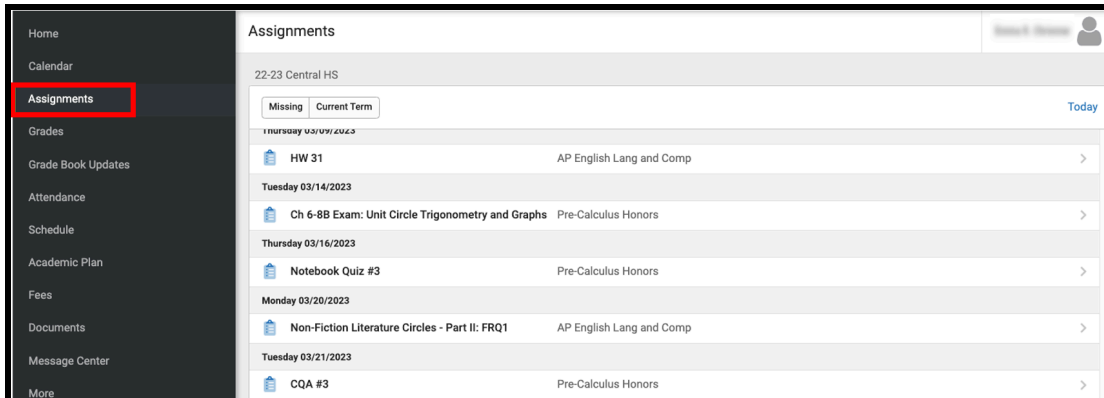 Home
Calendar
Assignments
Grades
Grade Book Updates
Attendance
Schedule
Academic Plan
Fees
Documents
Message Center
More
Assignments
22-23 Central HS
Missing Current Term Today
Thursday 03/09/2023
HW 31 AP English Lang and Comp
Tuesday 03/14/2023
Ch 6-8B Exam: Unit Circle Trigonometry and Graphs Pre-Calculus Honors
Thursday 03/16/2023
Notebook Quiz #3 Pre-Calculus Honors
Monday 03/20/2023
Non-Fiction Literature Circles - Part II: FRQ1 AP English Lang and Comp
Tuesday 03/21/2023
CQA #3 Pre-Calculus Honors